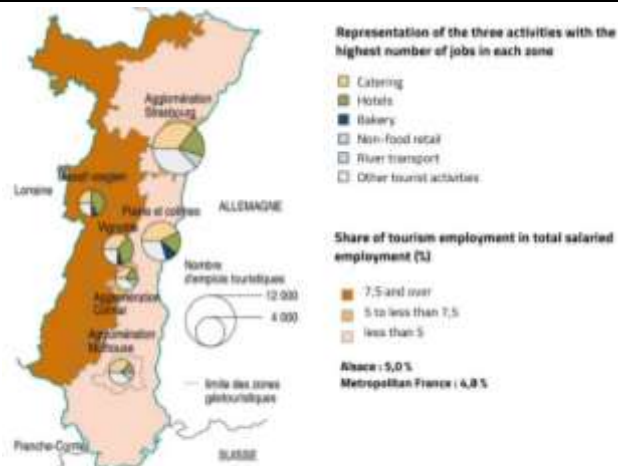 Representation of the three activities with the
highest number of jobs in each zone
Catering
Hotels
Bakery
Non-food retail
River transport
Other tourist activities
Share of tourism employment in total salaried
employment (%)
7,5 and over
5 to less than 7,5
less than 5
Alsace : 5,0 %
Metropolitan France : 4,8 %
Agglomération
Strasbourg
Massif vosgien
Lorraine
ALLEMAGNE
Plaine et collines
Vignoble
Nombre
d'emplois touristiques
12 000
4 000
Agglomération
Colmar
Agglomération
Mulhouse
limite des zones
géotouristiques
Franche-Comté
SUISSE